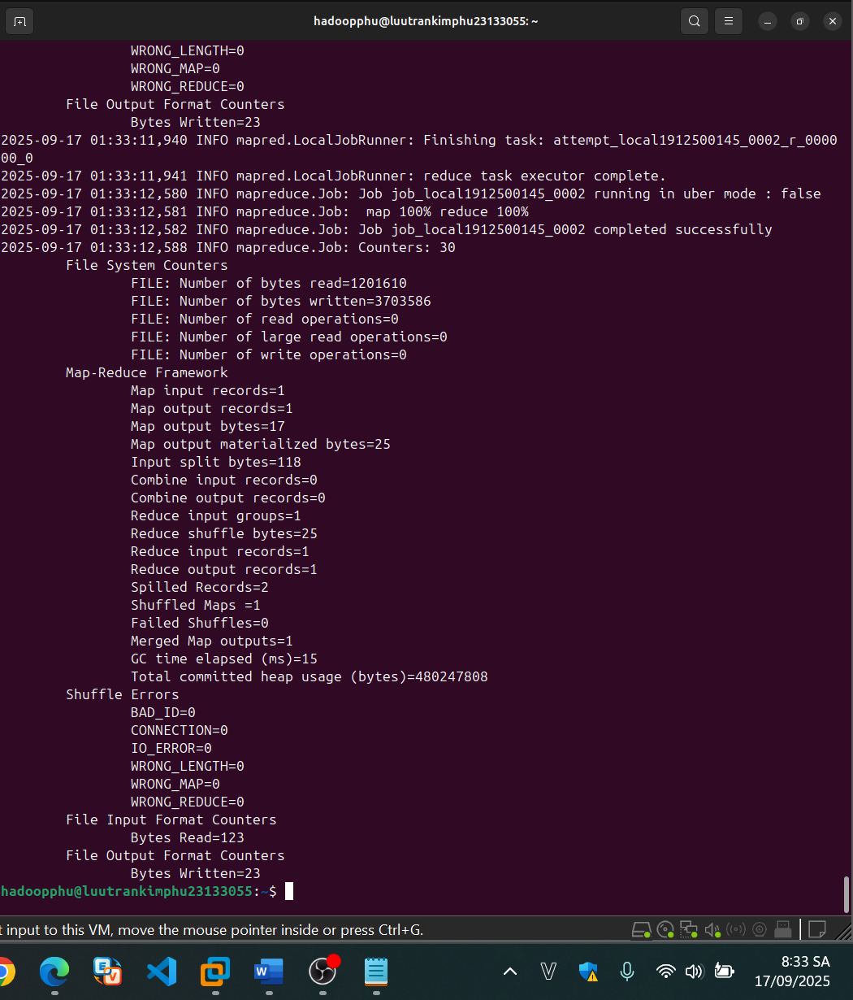 hadoopphu@luutrankimphu23133055: ~
WRONG_LENGTH=0
WRONG_MAP=0
WRONG_REDUCE=0
File Output Format Counters
Bytes Written=23
2025-09-17 01:33:11,940 INFO mapred.LocalJobRunner: Finishing task: attempt_local1912500145_0002_r_0000
00_0
2025-09-17 01:33:11,941 INFO mapred.LocalJobRunner: reduce task executor complete.
2025-09-17 01:33:12,580 INFO mapreduce.Job: Job job_local1912500145_0002 running in uber mode : false
2025-09-17 01:33:12,581 INFO mapreduce.Job:  map 100% reduce 100%
2025-09-17 01:33:12,582 INFO mapreduce.Job: Job job_local1912500145_0002 completed successfully
2025-09-17 01:33:12,588 INFO mapreduce.Job: Counters: 30
File System Counters
FILE: Number of bytes read=1201610
FILE: Number of bytes written=3703586
FILE: Number of read operations=0
FILE: Number of large read operations=0
FILE: Number of write operations=0
Map-Reduce Framework
Map input records=1
Map output records=1
Map output bytes=17
Map output materialized bytes=25
Input split bytes=118
Combine input records=0
Combine output records=0
Reduce input groups=1
Reduce shuffle bytes=25
Reduce input records=1
Reduce output records=1
Spilled Records=2
Shuffled Maps =1
Failed Shuffles=0
Merged Map outputs=1
GC time elapsed (ms)=15
Total committed heap usage (bytes)=480247808
Shuffle Errors
BAD_ID=0
CONNECTION=0
IO_ERROR=0
WRONG_LENGTH=0
WRONG_MAP=0
WRONG_REDUCE=0
File Input Format Counters
Bytes Read=123
File Output Format Counters
Bytes Written=23
hadoopphu@luutrankimphu23133055:~$
t input to this VM, move the mouse pointer inside or press Ctrl+G.
8:33 SA
17/09/2025